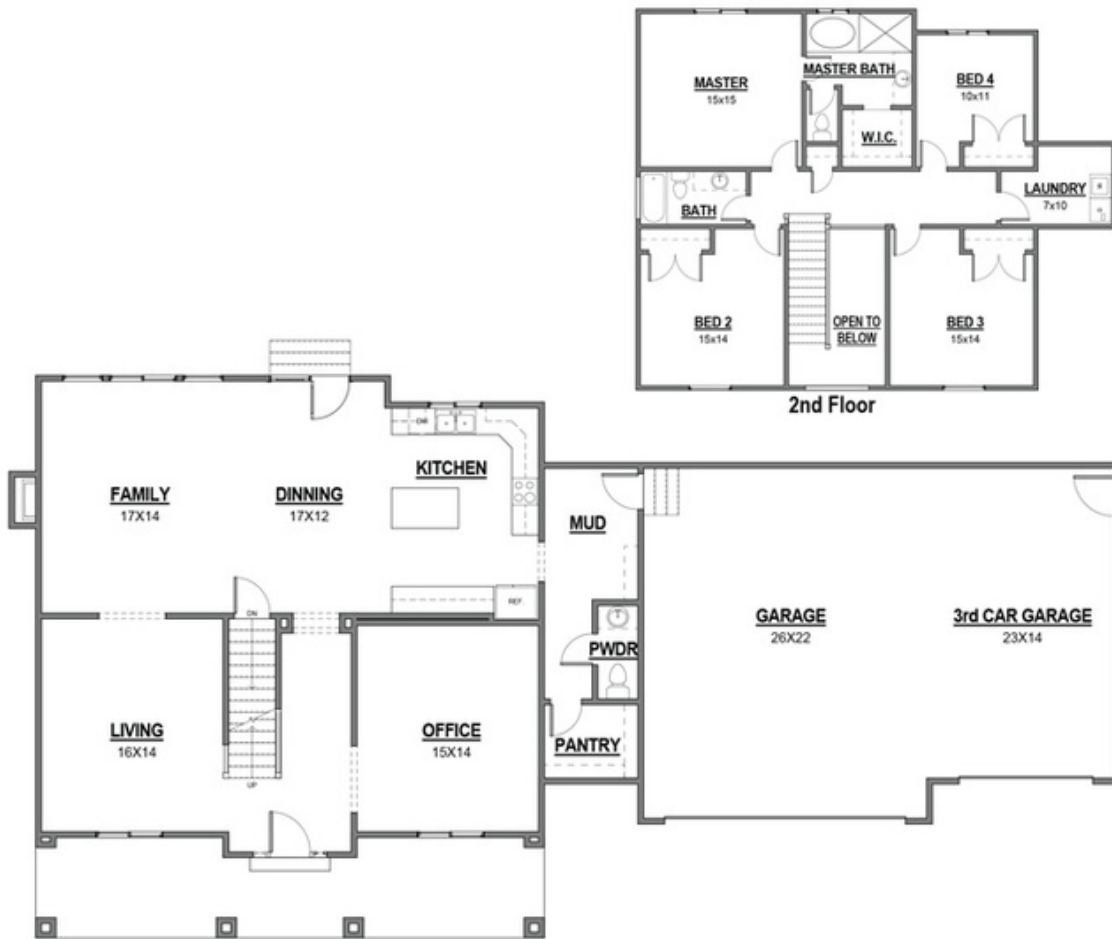 MASTER
15x15
MASTER BATH
BED 4
10x11
W.I.C.
BATH
LAUNDRY
7x10
BED 2
15x14
OPEN TO
BELOW
BED 3
15x14
2nd Floor
FAMILY
17X14
DINNING
17X12
KITCHEN
DW.
MUD
DN
REF.
GARAGE
26X22
3rd CAR GARAGE
23X14
PWDR
LIVING
16X14
OFFICE
15X14
PANTRY
UP